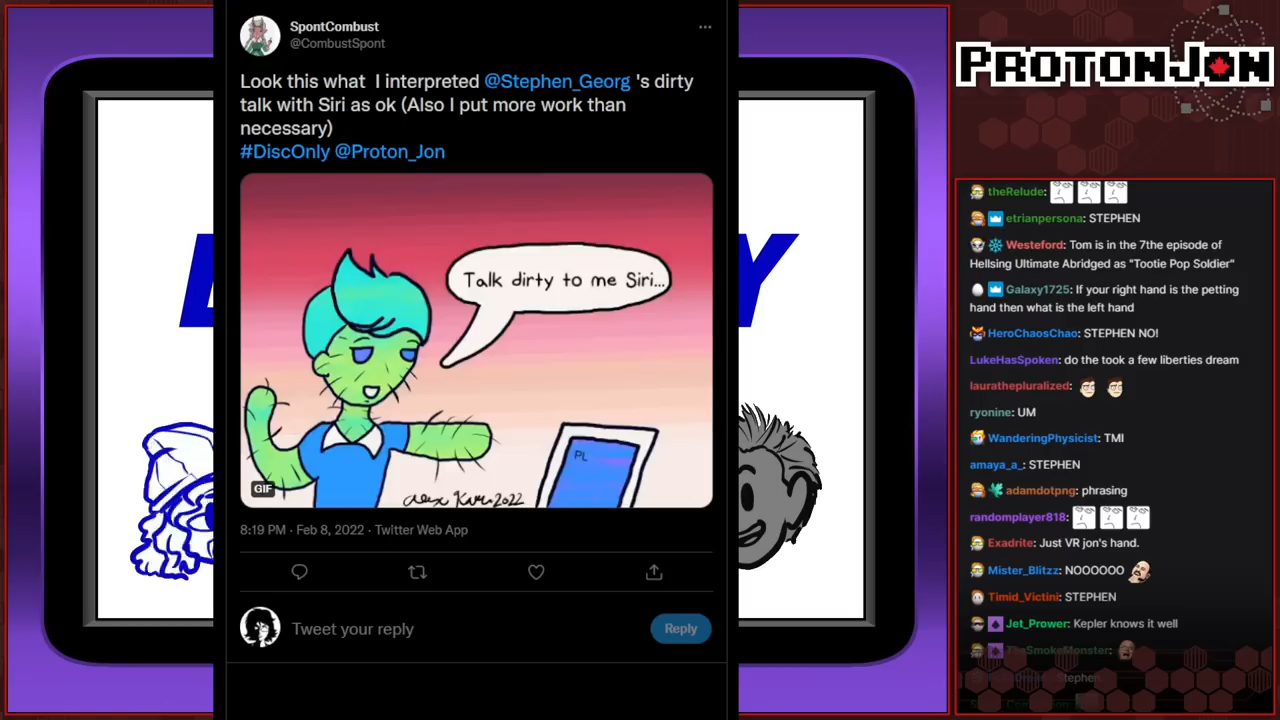 SpontCombust
@CombustSpont
Look this what I interpreted @Stephen_Georg 's dirty
talk with Siri as ok (Also I put more work than
necessary)
#DiscOnly @Proton_Jon
Talk dirty to me Siri...
PL
GIF
8:19 PM · Feb 8, 2022 · Twitter Web App
Tweet your reply
Reply
Y
PROTONJON
theRelude:
etrianpersona: STEPHEN
Westeford: Tom is in the 7the episode of
Hellsing Ultimate Abridged as "Tootie Pop Soldier"
Galaxy1725: If your right hand is the petting
hand then what is the left hand
HeroChaosChao: STEPHEN NO!
LukeHasSpoken: do the took a few liberties dream
laurathepluralized:
ryonine: UM
WanderingPhysicist: TMI
amaya_a_: STEPHEN
adamdotpng: phrasing
randomplayer818:
Exadrite: Just VR jon's hand.
Mister_Blitzz: NOOOOOO
Timid_Victini: STEPHEN
Jet_Prower: Kepler knows it well
TheSmokeMonster:
Stephen